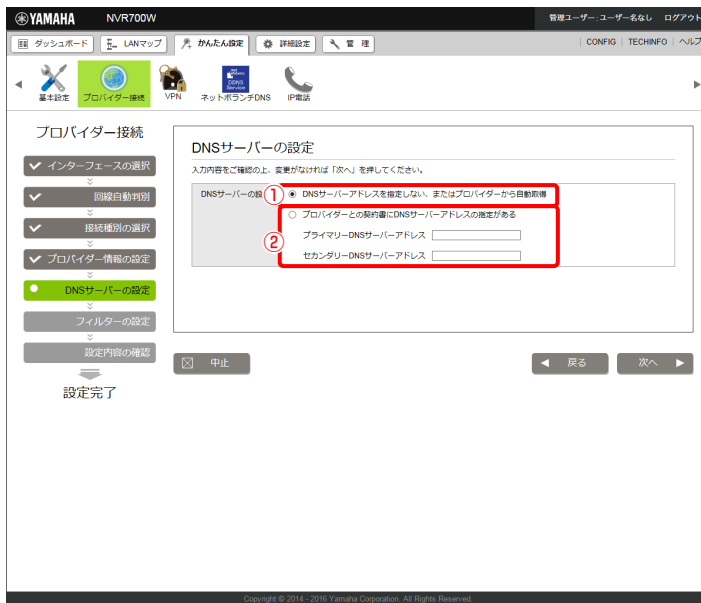 YAMAHA NVR700W 管理ユーザー:ユーザー名なし ログアウト
ダッシュボード LANマップ かんたん設定 詳細設定 管 理 CONFIG TECHINFO ヘルプ
基本設定 プロバイダー接続 VPN ネットボランチDNS IP電話
DDNS
Service
プロバイダー接続
インターフェースの選択
回線自動判別
接続種別の選択
プロバイダー情報の設定
DNSサーバーの設定
フィルターの設定
設定内容の確認
設定完了
DNSサーバーの設定
入力内容をご確認の上、変更がなければ「次へ」を押してください。
DNSサーバーの設
① DNSサーバーアドレスを指定しない、またはプロバイダーから自動取得
② プロバイダーとの契約書にDNSサーバーアドレスの指定がある
プライマリーDNSサーバーアドレス
セカンダリーDNSサーバーアドレス
中止 戻る 次へ
Copyright © 2014 - 2016 Yamaha Corporation. All Rights Reserved.